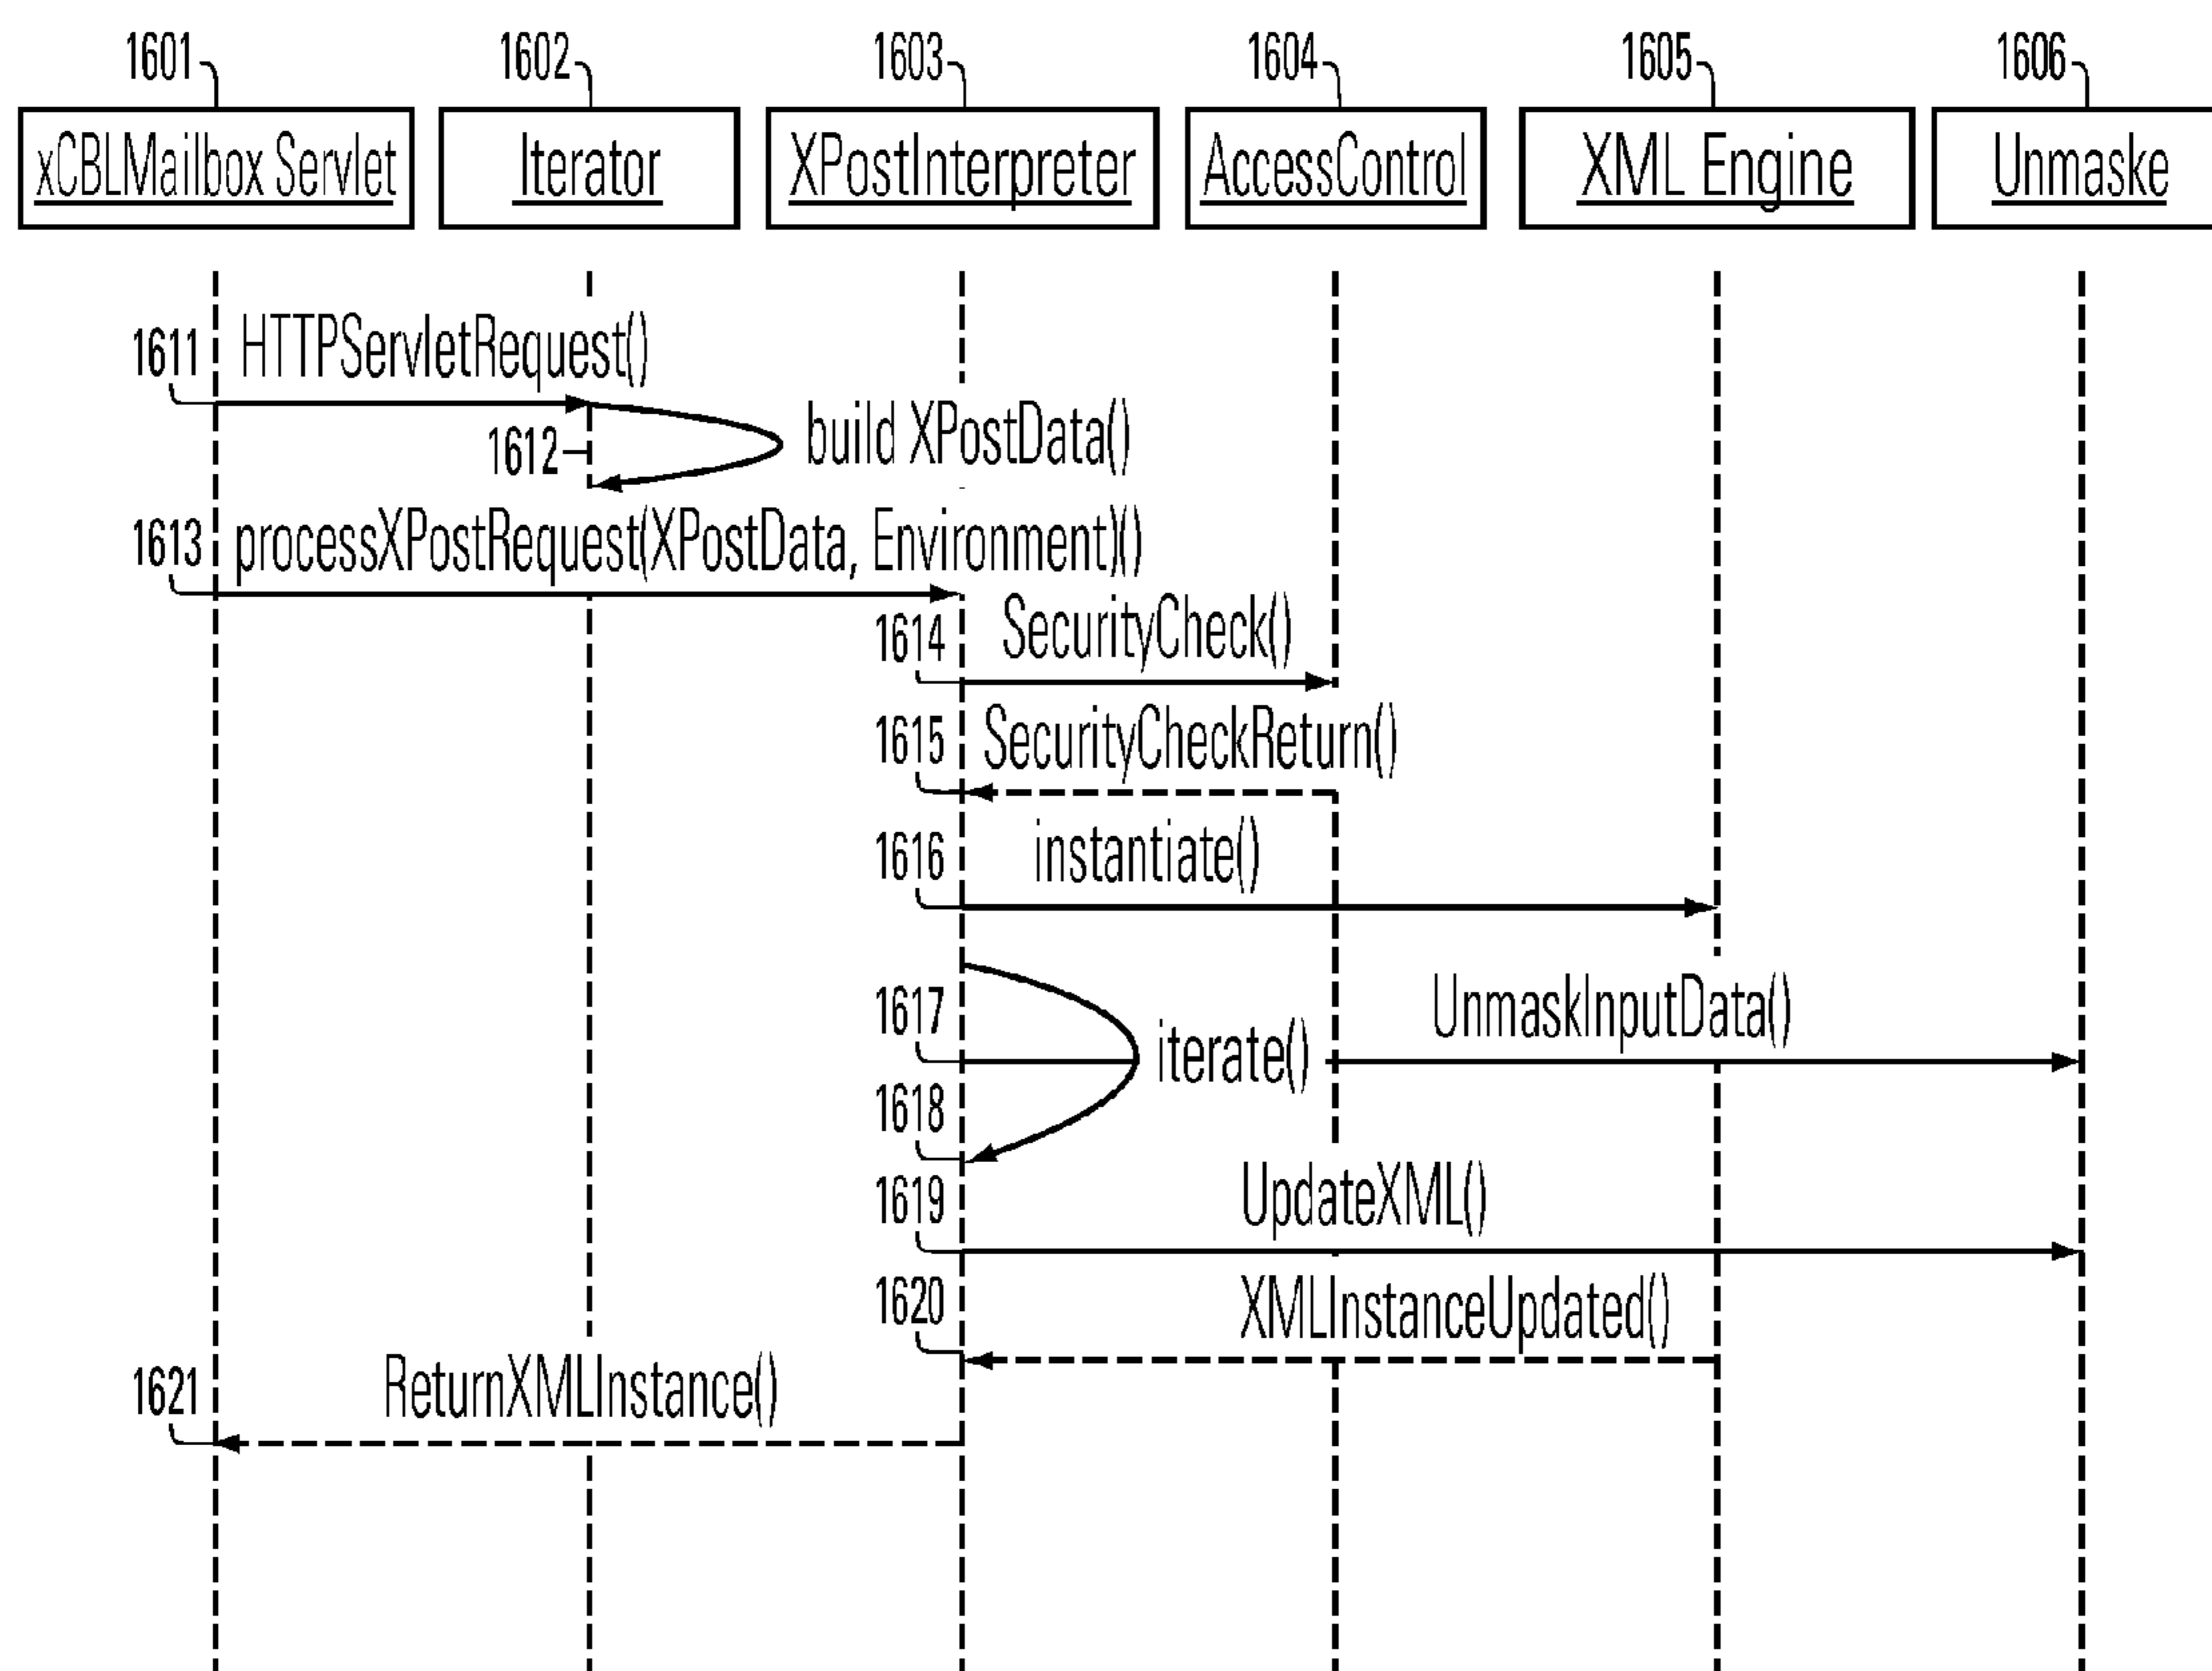 1601 1602 1603 1604 1605 1606
xCBLMailbox Servlet Iterator XPostInterpreter AccessControl XML Engine Unmaske
1611 HTTPServletRequest()
1612 build XPostData()
1613 processXPostRequest(XPostData, Environment)()
1614 SecurityCheck()
1615 SecurityCheckReturn()
1616 instantiate()
1617 iterate() UnmaskInputData()
1618
1619 UpdateXML()
1620 XMLInstanceUpdated()
1621 ReturnXMLInstance()